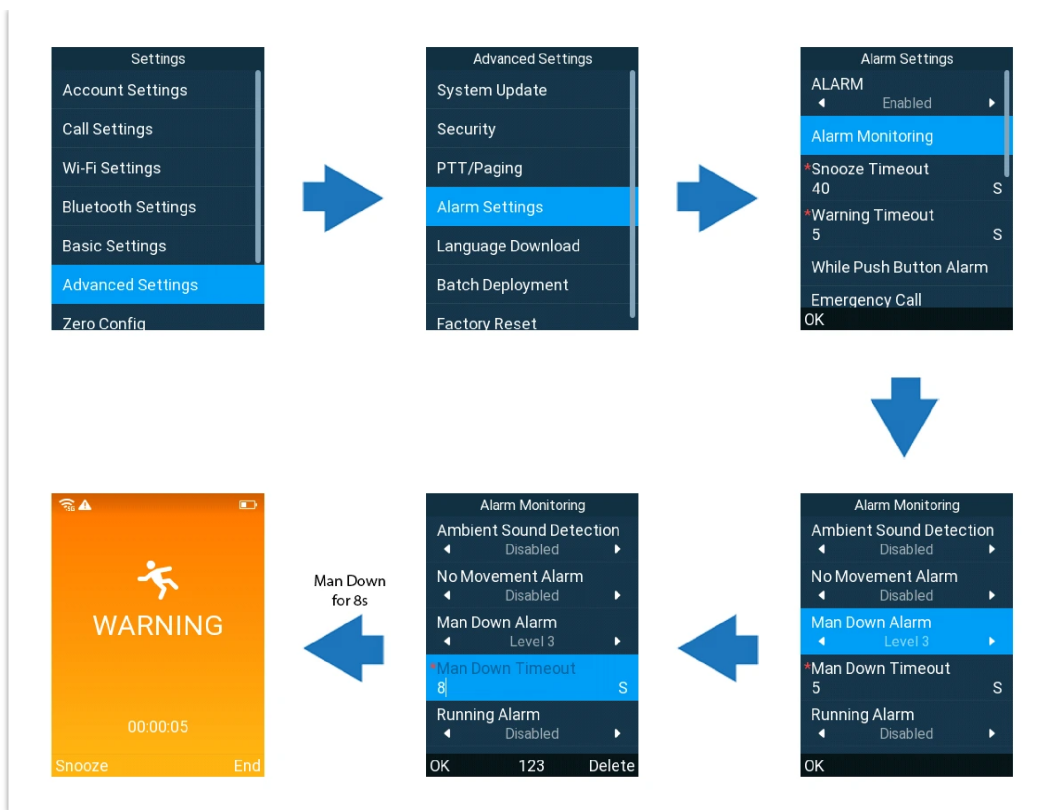 Settings
Account Settings
Call Settings
Wi-Fi Settings
Bluetooth Settings
Basic Settings
Advanced Settings
Zero Config
Advanced Settings
System Update
Security
PTT/Paging
Alarm Settings
Language Download
Batch Deployment
Factory Reset
Alarm Settings
ALARM
Enabled
Alarm Monitoring
*Snooze Timeout
40 S
*Warning Timeout
5 S
While Push Button Alarm
Emergency Call
OK
Alarm Monitoring
Ambient Sound Detection
Disabled
No Movement Alarm
Disabled
Man Down Alarm
Level 3
*Man Down Timeout
5 S
Running Alarm
Disabled
OK
Alarm Monitoring
Ambient Sound Detection
Disabled
No Movement Alarm
Disabled
Man Down Alarm
Level 3
*Man Down Timeout
8 S
Running Alarm
Disabled
OK 123 Delete
Man Down
for 8s
5G
WARNING
00:00:05
Snooze End